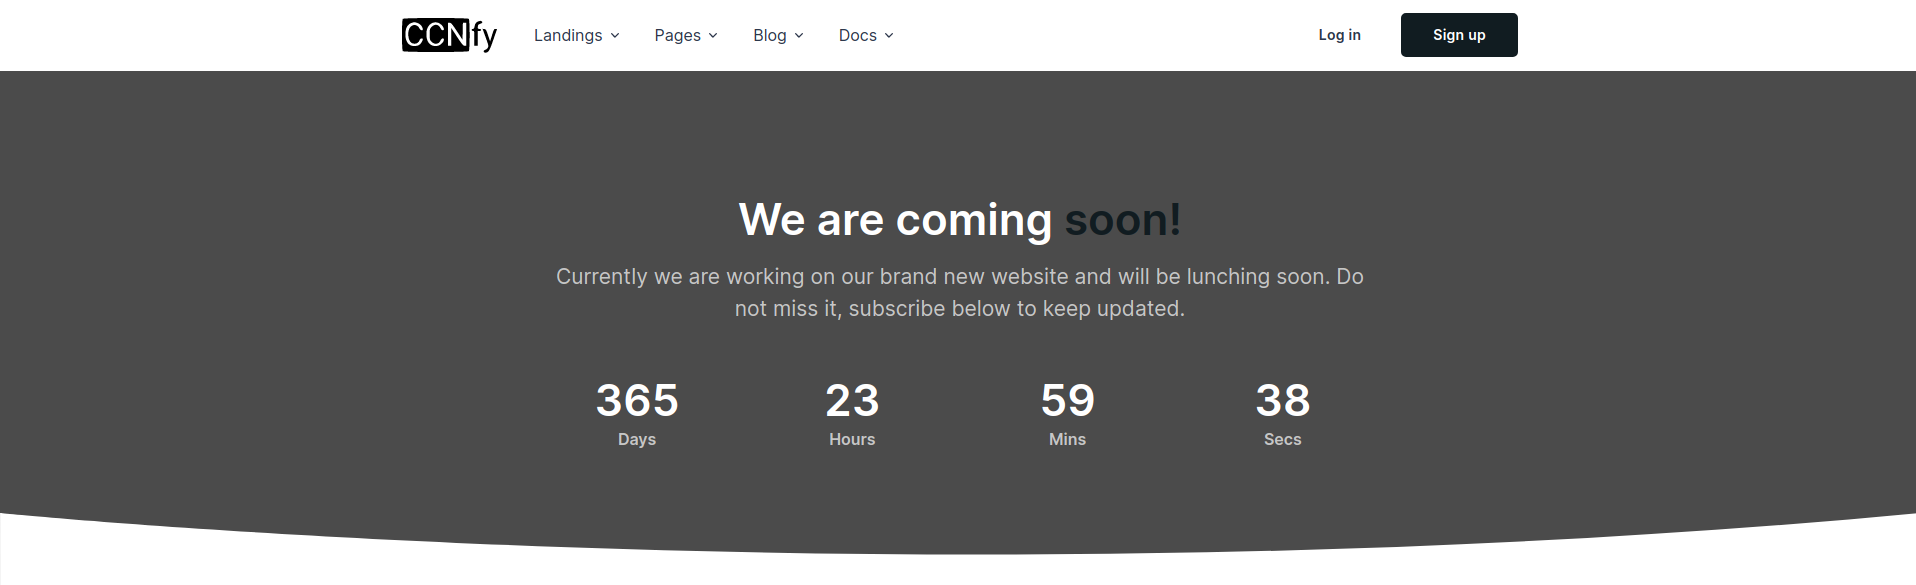 CCNfy Landings Pages Blog Docs Log in Sign up
We are coming soon!
Currently we are working on our brand new website and will be lunching soon. Do
not miss it, subscribe below to keep updated.
365 23 59 38
Days Hours Mins Secs